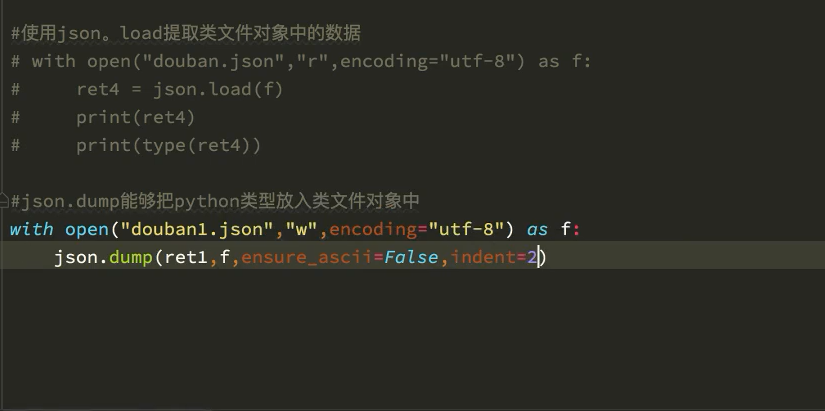 #使用json。load提取类文件对象中的数据
# with open("douban.json","r",encoding="utf-8") as f:
#     ret4 = json.load(f)
#     print(ret4)
#     print(type(ret4))
#json.dump能够把python类型放入类文件对象中
with open("douban1.json","w",encoding="utf-8") as f:
    json.dump(ret1,f,ensure_ascii=False,indent=2)